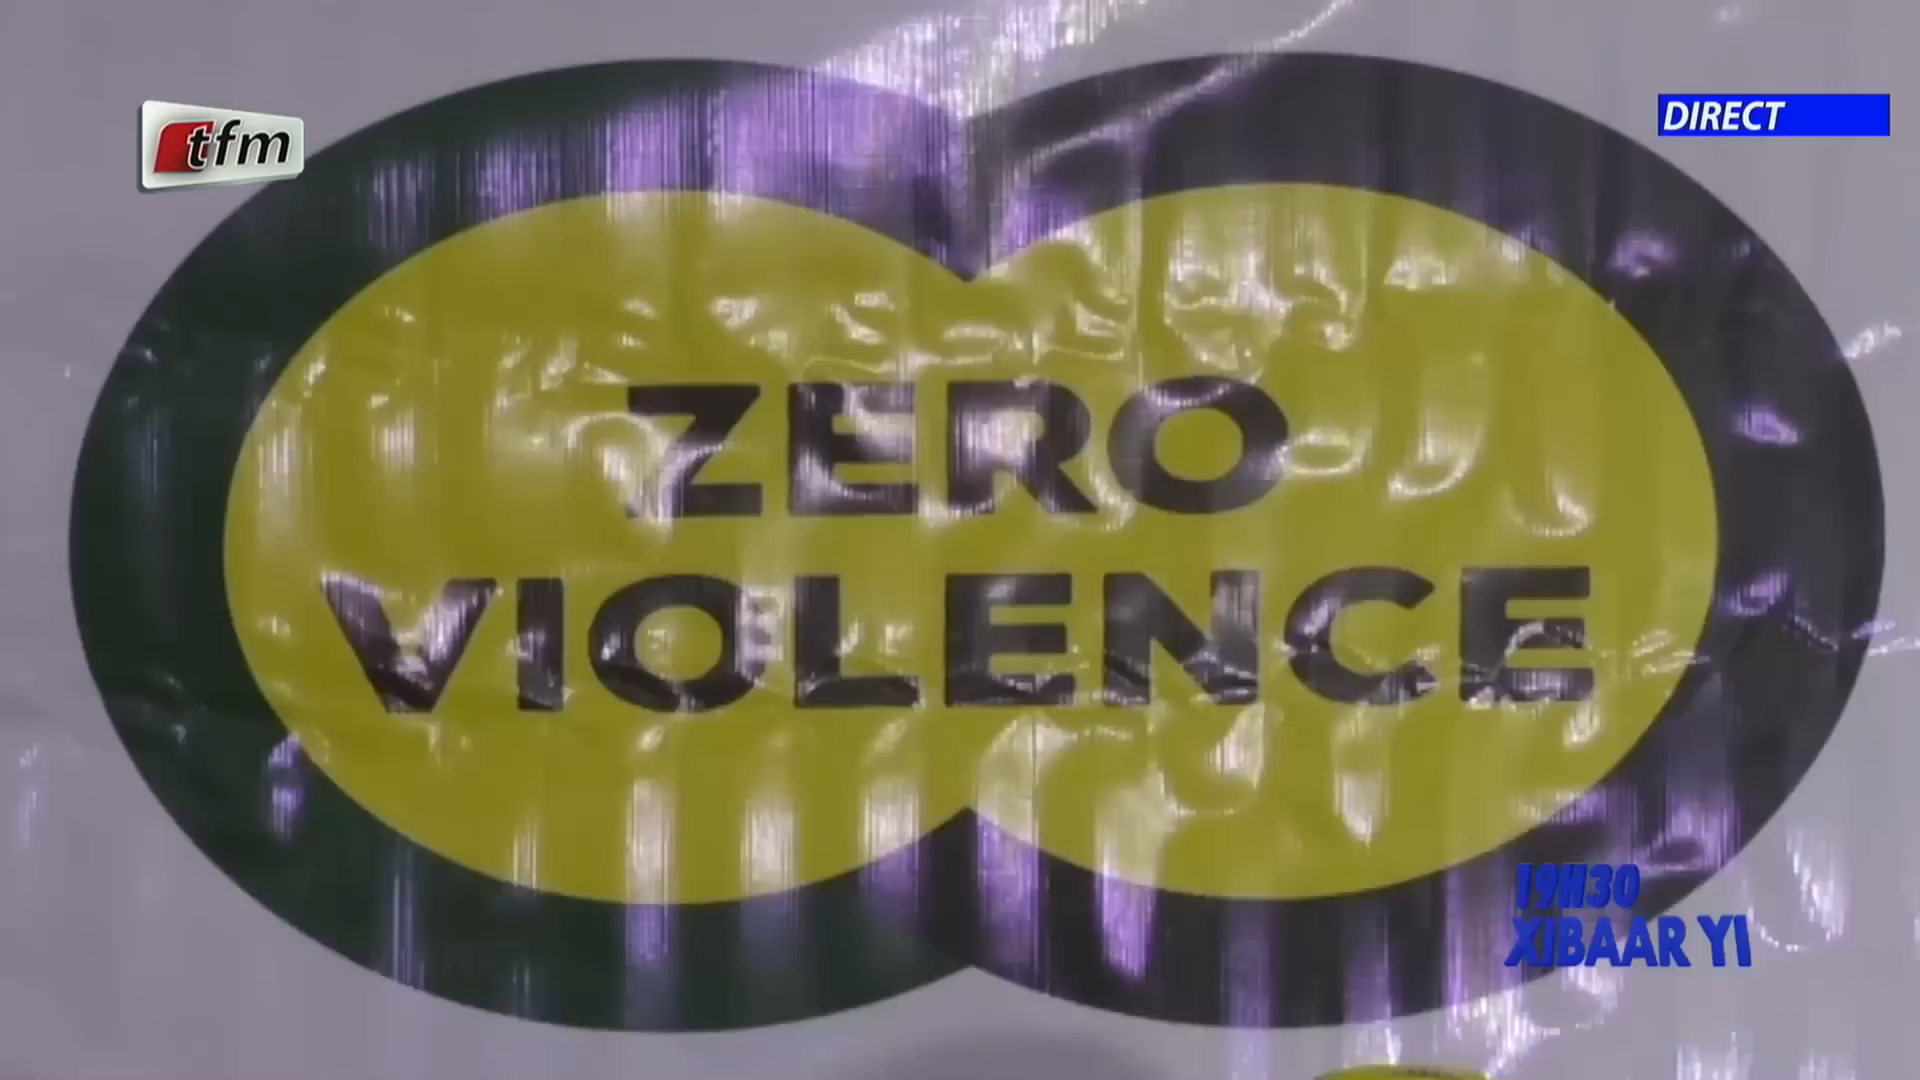 tfm
DIRECT
ZERO
VIOLENCE
19H30
XIBAAR YI